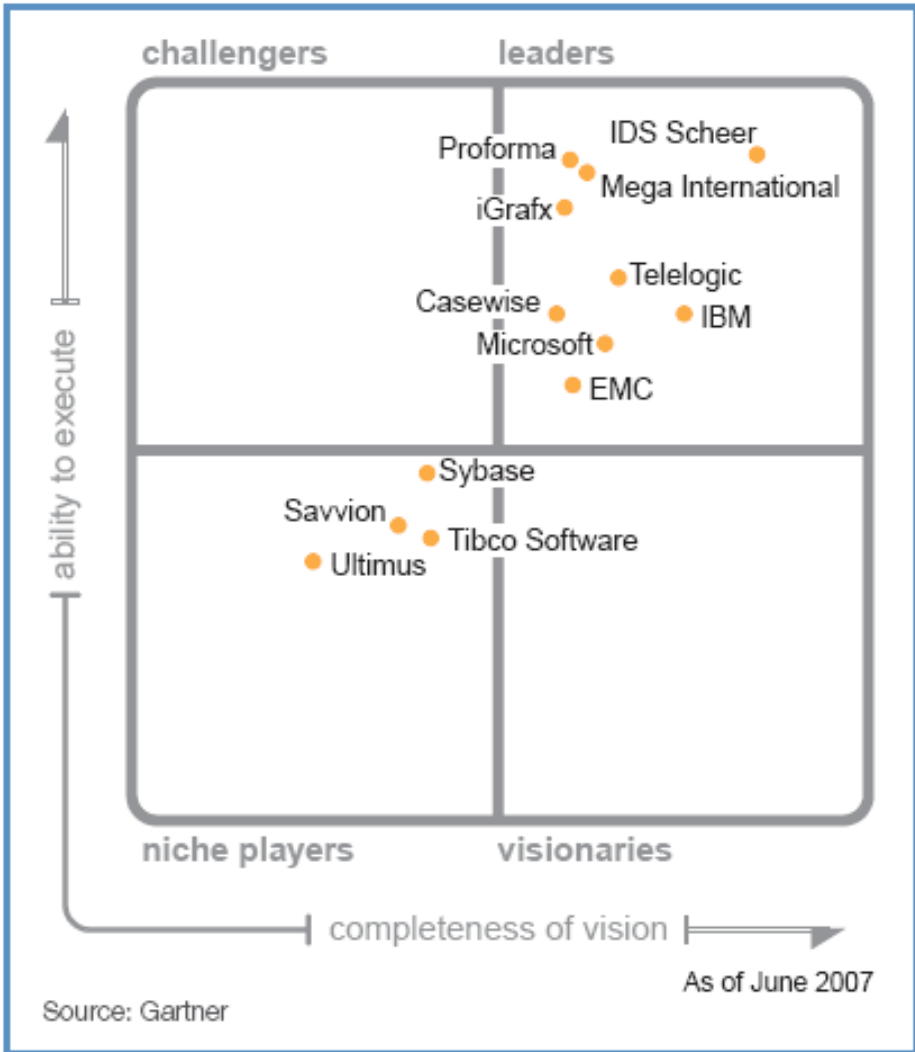 challengers
leaders
IDS Scheer
Proforma
Mega International
iGrafx
Telelogic
Casewise
IBM
Microsoft
EMC
ability to execute
Sybase
Savvion
Tibco Software
Ultimus
niche players
visionaries
completeness of vision
As of June 2007
Source: Gartner